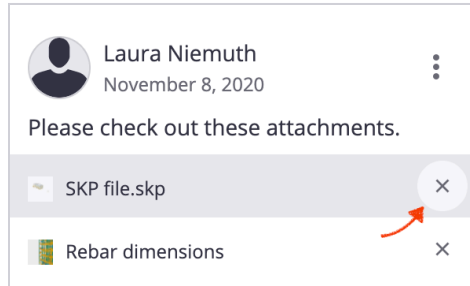 Laura Niemuth
November 8, 2020
Please check out these attachments.
SKP file.skp
Rebar dimensions